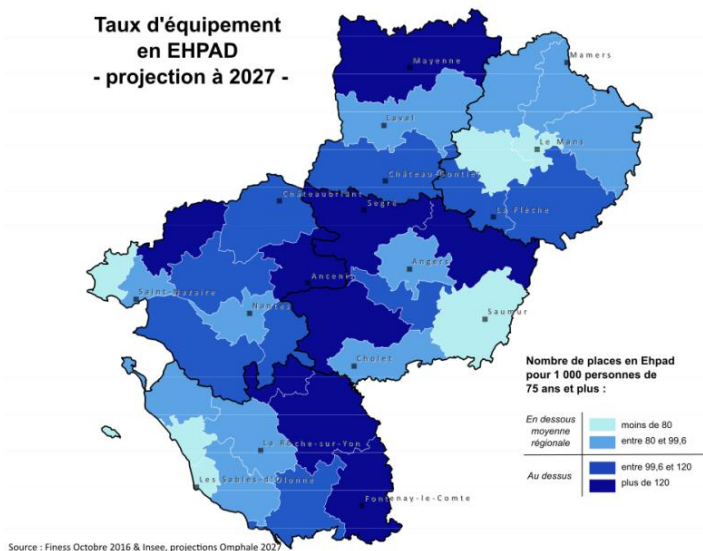 Taux d'équipement
en EHPAD
- projection à 2027 -
Mamers
Mayenne
Laval
Le Mans
Château-Gontier
Châteaubriant
Segré
La Flèche
Angers
Ancenis
Saint-Nazaire
Nantes
Saumur
Cholet
Nombre de places en Ehpad
pour 1 000 personnes de
75 ans et plus :
En dessous
moyenne
régionale
moins de 80
entre 80 et 99,6
Au dessus
entre 99,6 et 120
plus de 120
La Roche-sur-Yon
Les Sables-d'Olonne
Fontenay-le-Comte
Source : Finess Octobre 2016 & Insee, projections Omphale 2027